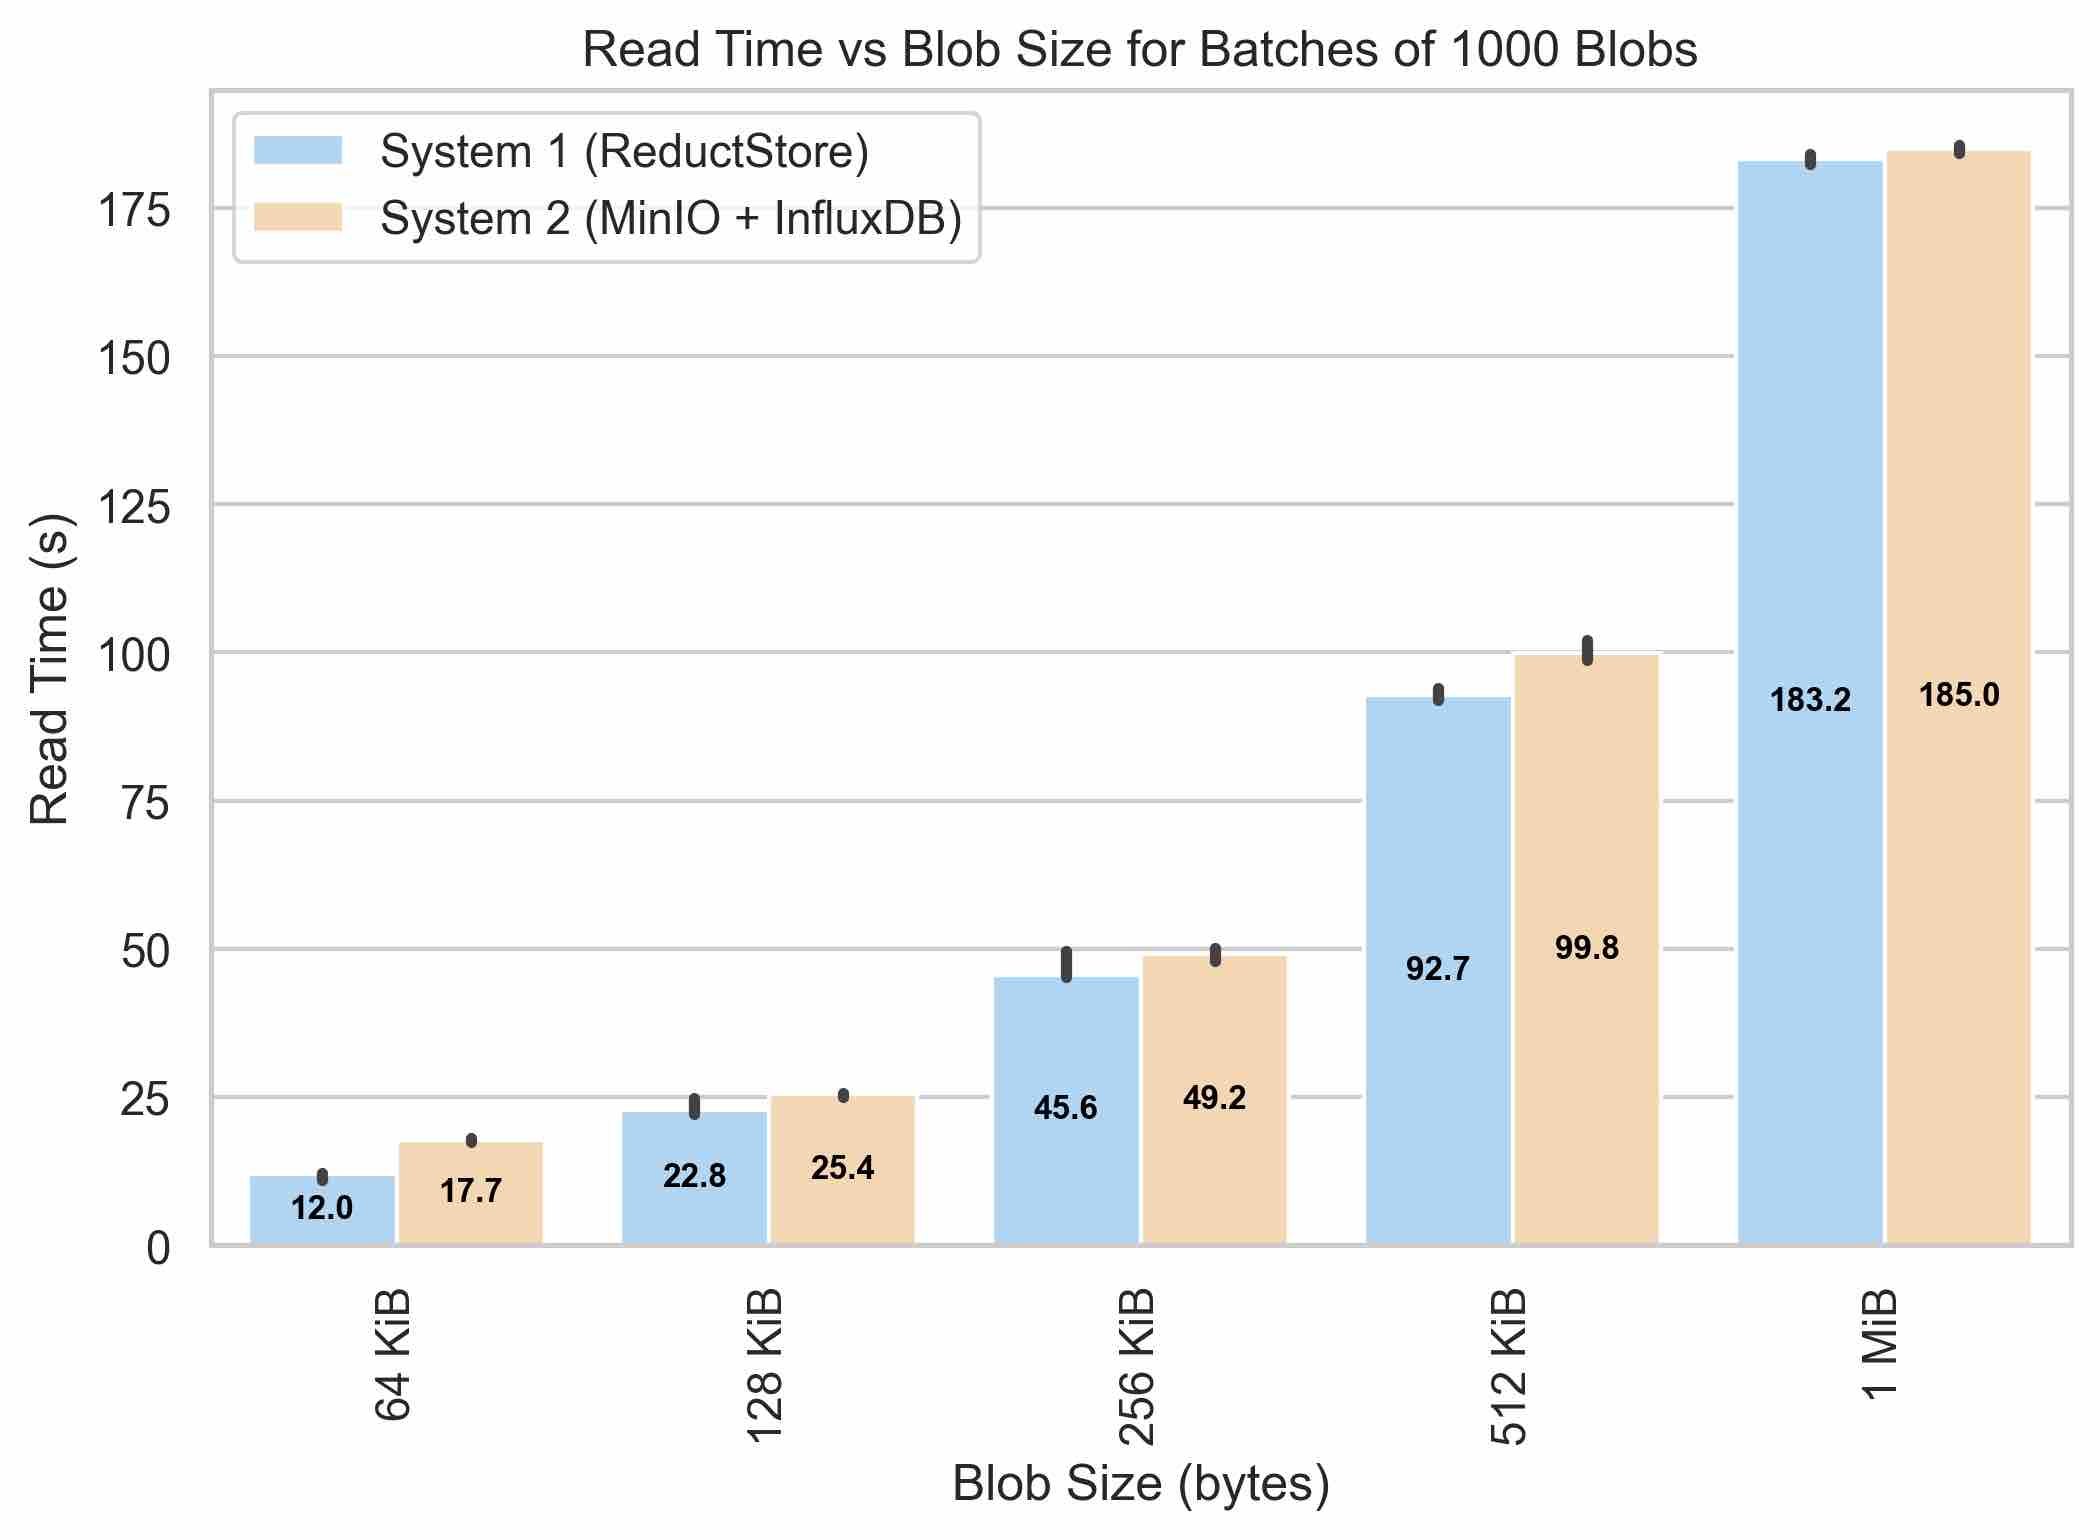 Read Time vs Blob Size for Batches of 1000 Blobs
System 1 (ReductStore)
System 2 (MinIO + InfluxDB)
Read Time (s)
175
150
125
100
75
50
25
0
12.0
17.7
22.8
25.4
45.6
49.2
92.7
99.8
183.2
185.0
64 KiB
128 KiB
256 KiB
512 KiB
1 MiB
Blob Size (bytes)